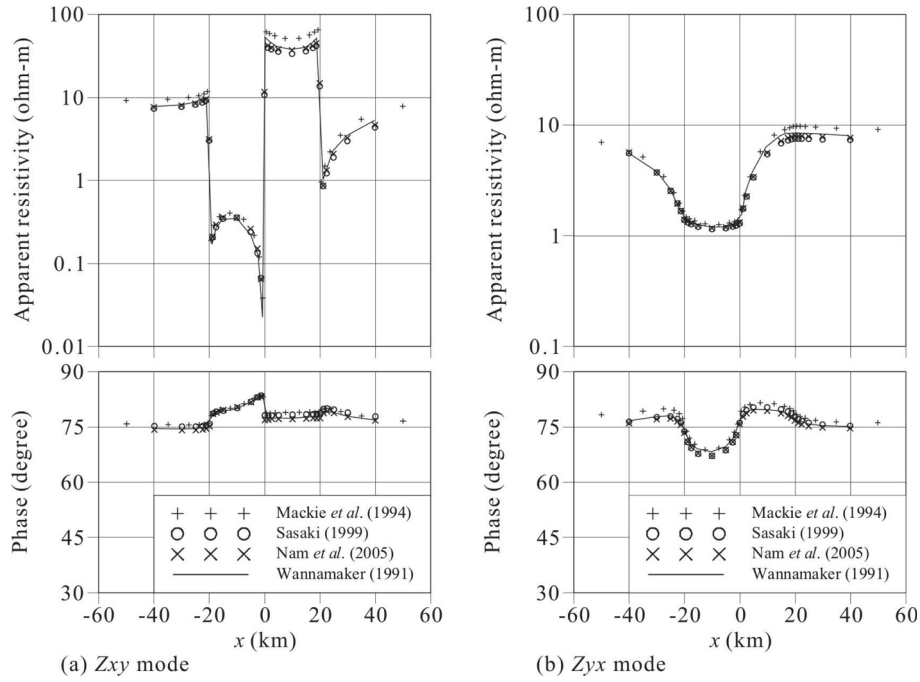 Apparent resistivity (ohm-m)
100
10
1
0.1
0.01
Phase (degree)
90
75
60
45
30
+ + + Mackie et al. (1994)
Sasaki (1999)
× × × Nam et al. (2005)
Wannamaker (1991)
-60 -40 -20 0 20 40 60
x (km)
(a) Zxy mode
Apparent resistivity (ohm-m)
100
10
1
0.1
Phase (degree)
90
75
60
45
30
+ + + Mackie et al. (1994)
Sasaki (1999)
× × × Nam et al. (2005)
Wannamaker (1991)
-60 -40 -20 0 20 40 60
x (km)
(b) Zyx mode